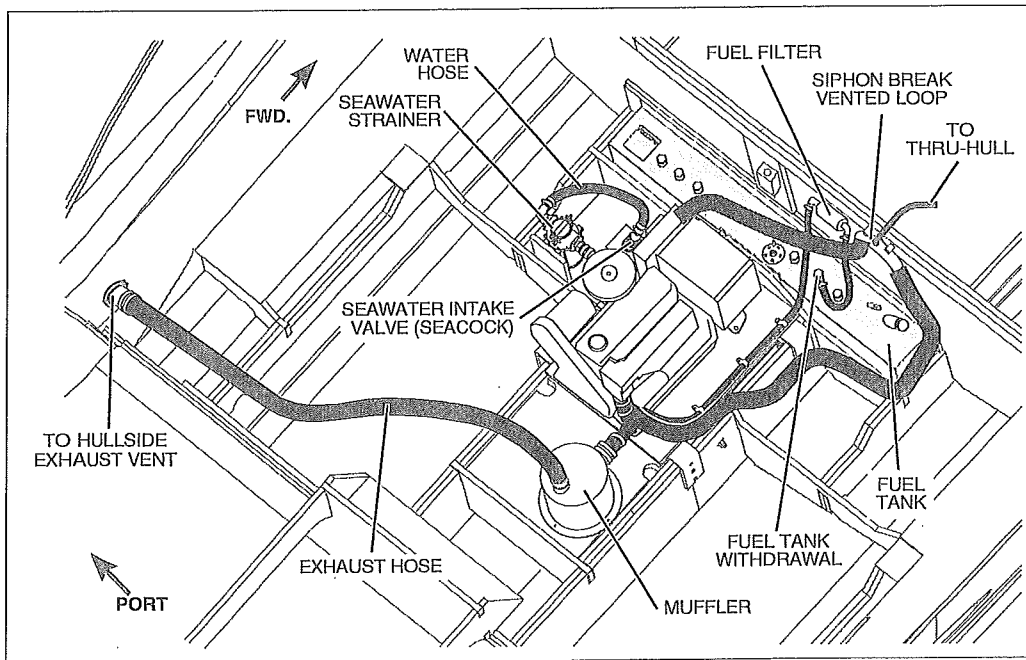 WATER
HOSE
SEAWATER
STRAINER
FUEL FILTER
SIPHON BREAK
VENTED LOOP
TO
THRU-HULL
FWD.
SEAWATER INTAKE
VALVE (SEACOCK)
TO HULLSIDE
EXHAUST VENT
EXHAUST HOSE
PORT
FUEL
TANK
FUEL TANK
WITHDRAWAL
MUFFLER